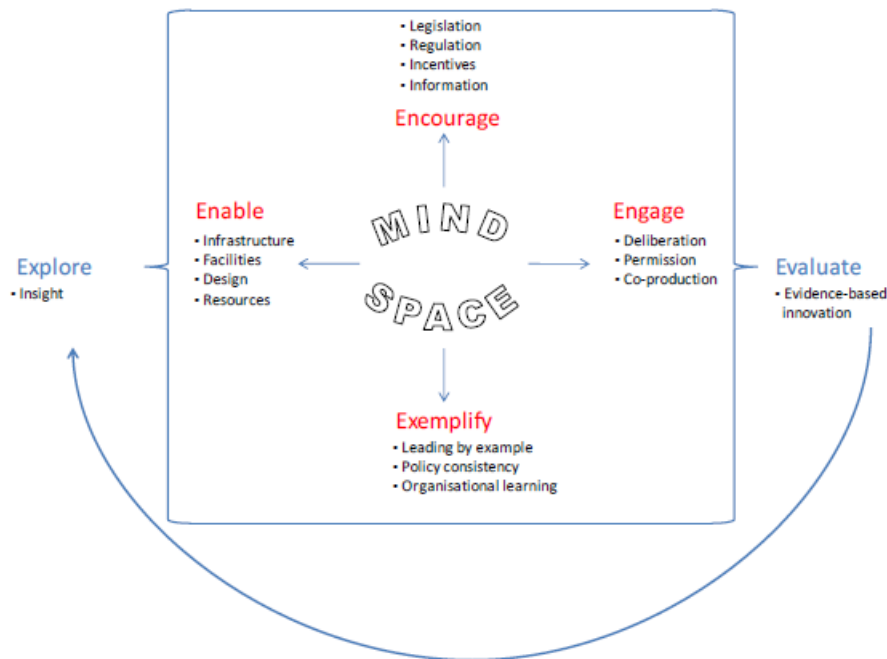 ▪ Legislation
▪ Regulation
▪ Incentives
▪ Information
Encourage
Enable
▪ Infrastructure
▪ Facilities
▪ Design
▪ Resources
MIND
SPACE
Engage
▪ Deliberation
▪ Permission
▪ Co-production
Explore
▪ Insight
Evaluate
▪ Evidence-based
innovation
Exemplify
▪ Leading by example
▪ Policy consistency
▪ Organisational learning